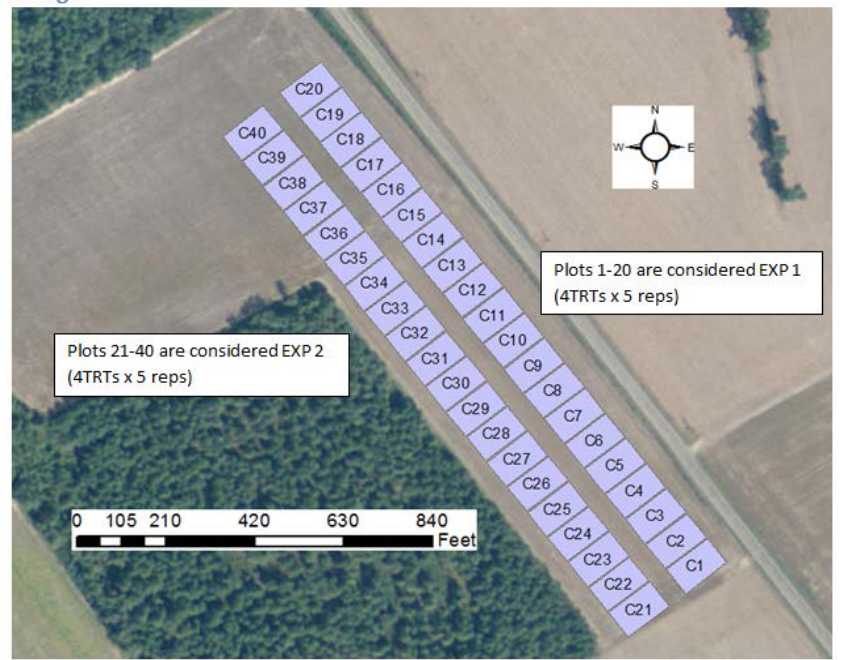 C20
C19
C18
C17
C16
C15
C14
C13
C12
C11
C10
C9
C8
C7
C6
C5
C4
C3
C2
C1
C40
C39
C38
C37
C36
C35
C34
C33
C32
C31
C30
C29
C28
C27
C26
C25
C24
C23
C22
C21
N
W E
S
Plots 1-20 are considered EXP 1
(4TRTs x 5 reps)
Plots 21-40 are considered EXP 2
(4TRTs x 5 reps)
0 105 210 420 630 840
Feet